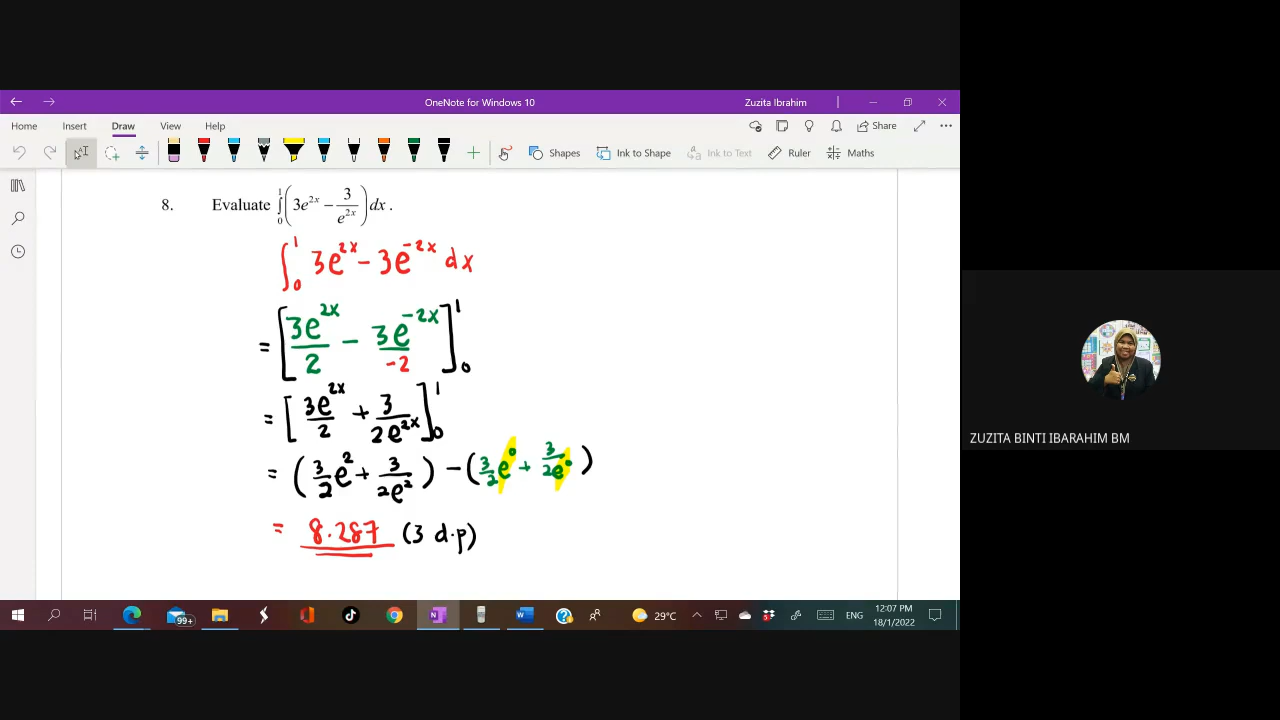 OneNote for Windows 10
Zuzita Ibrahim
Home Insert Draw View Help
Share
Shapes Ink to Shape Ink to Text Ruler Maths
8. Evaluate ∫₀¹ (3e^{2x} − 3/e^{2x}) dx .
∫₀¹ 3e^{2x} − 3e^{−2x} dx
= [3e^{2x}/2 − 3e^{−2x}/−2]₀¹
= [3e^{2x}/2 + 3/2e^{2x}]₀¹
= (3/2 e² + 3/2e²) − (3/2 e⁰ + 3/2e⁰)
= 8.287 (3 d.p)
ZUZITA BINTI IBARAHIM BM
99+
29°C
ENG
12:07 PM
18/1/2022